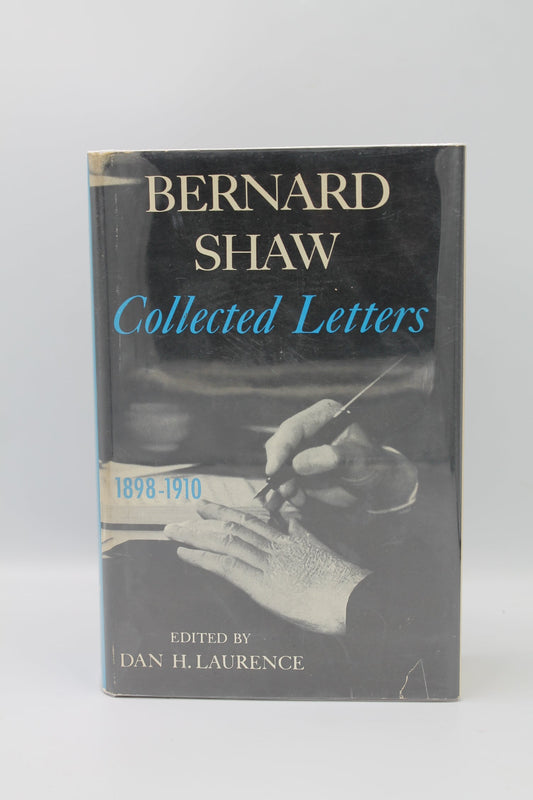 BERNARD
SHAW
Collected Letters
1898-1910
EDITED BY
DAN H. LAURENCE